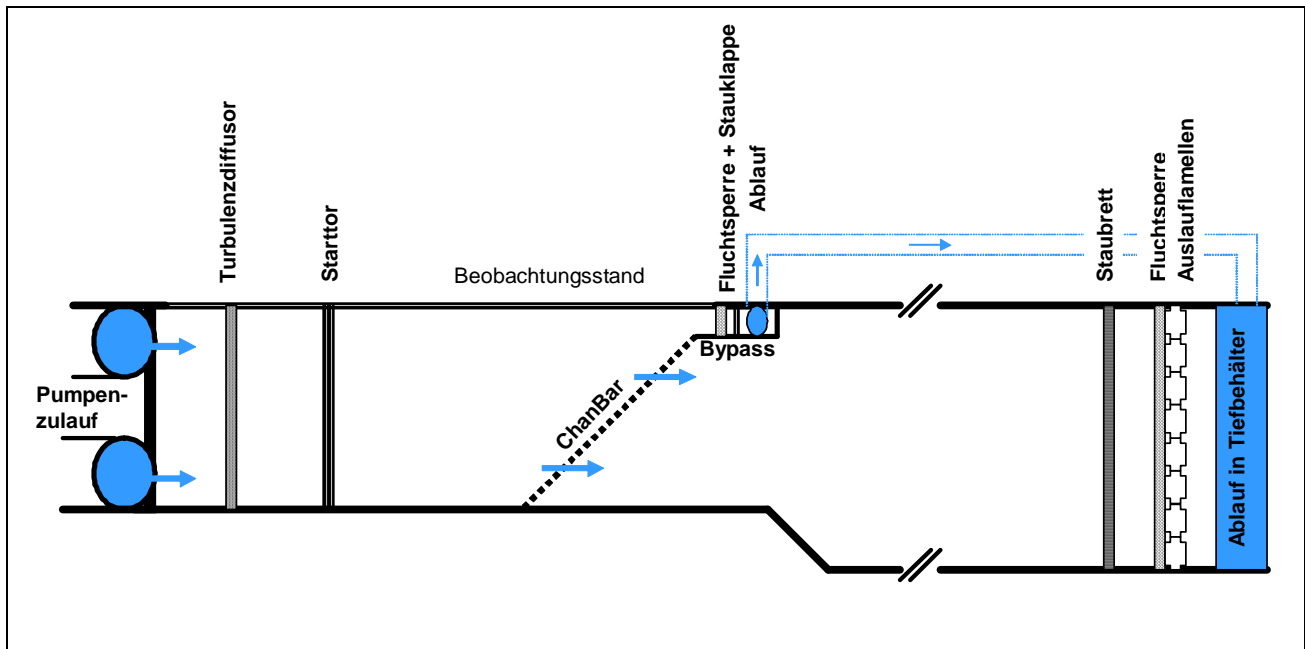 Turbulenzdiffusor
Starttor
Beobachtungsstand
Fluchtsperre + Stauklappe
Ablauf
Staubrett
Fluchtsperre
Auslauflamellen
Bypass
Pumpen-
zulauf
ChanBar
Ablauf in Tiefbehälter